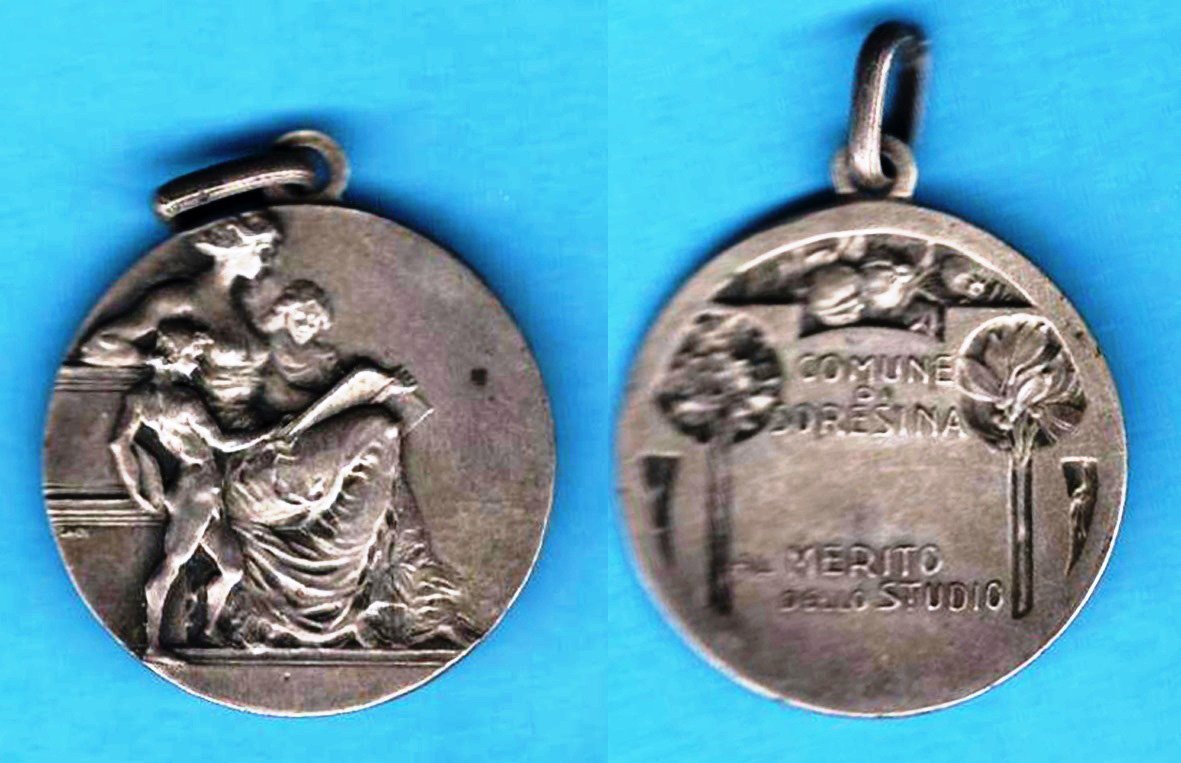 COMUNE
DI
SORESINA
AL MERITO
DELLO STUDIO